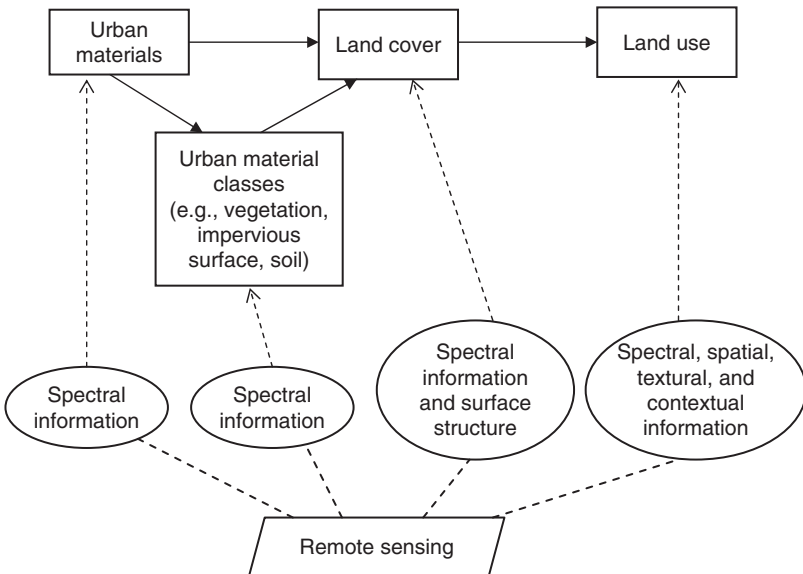 Urban
materials
Land cover
Land use
Urban material
classes
(e.g., vegetation,
impervious
surface, soil)
Spectral
information
Spectral
information
Spectral
information
and surface
structure
Spectral, spatial,
textural, and
contextual
information
Remote sensing